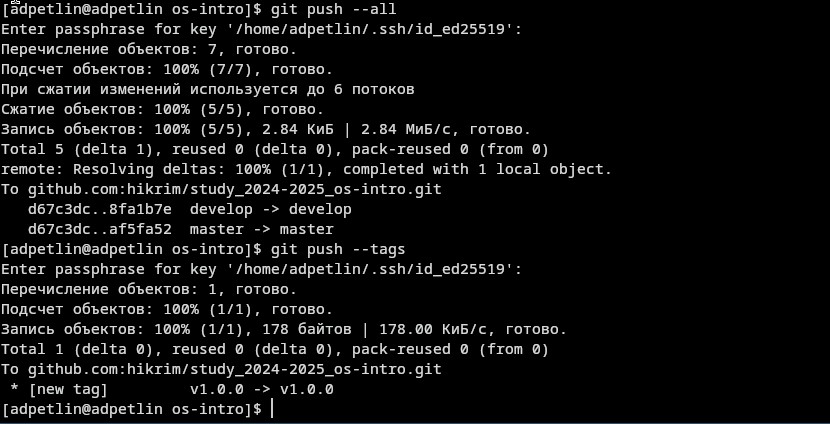 [adpetlin@adpetlin os-intro]$ git push --all
Enter passphrase for key '/home/adpetlin/.ssh/id_ed25519':
Перечисление объектов: 7, готово.
Подсчет объектов: 100% (7/7), готово.
При сжатии изменений используется до 6 потоков
Сжатие объектов: 100% (5/5), готово.
Запись объектов: 100% (5/5), 2.84 КиБ | 2.84 МиБ/с, готово.
Total 5 (delta 1), reused 0 (delta 0), pack-reused 0 (from 0)
remote: Resolving deltas: 100% (1/1), completed with 1 local object.
To github.com:hikrim/study_2024-2025_os-intro.git
   d67c3dc..8fa1b7e  develop -> develop
   d67c3dc..af5fa52  master -> master
[adpetlin@adpetlin os-intro]$ git push --tags
Enter passphrase for key '/home/adpetlin/.ssh/id_ed25519':
Перечисление объектов: 1, готово.
Подсчет объектов: 100% (1/1), готово.
Запись объектов: 100% (1/1), 178 байтов | 178.00 КиБ/с, готово.
Total 1 (delta 0), reused 0 (delta 0), pack-reused 0 (from 0)
To github.com:hikrim/study_2024-2025_os-intro.git
 * [new tag]         v1.0.0 -> v1.0.0
[adpetlin@adpetlin os-intro]$